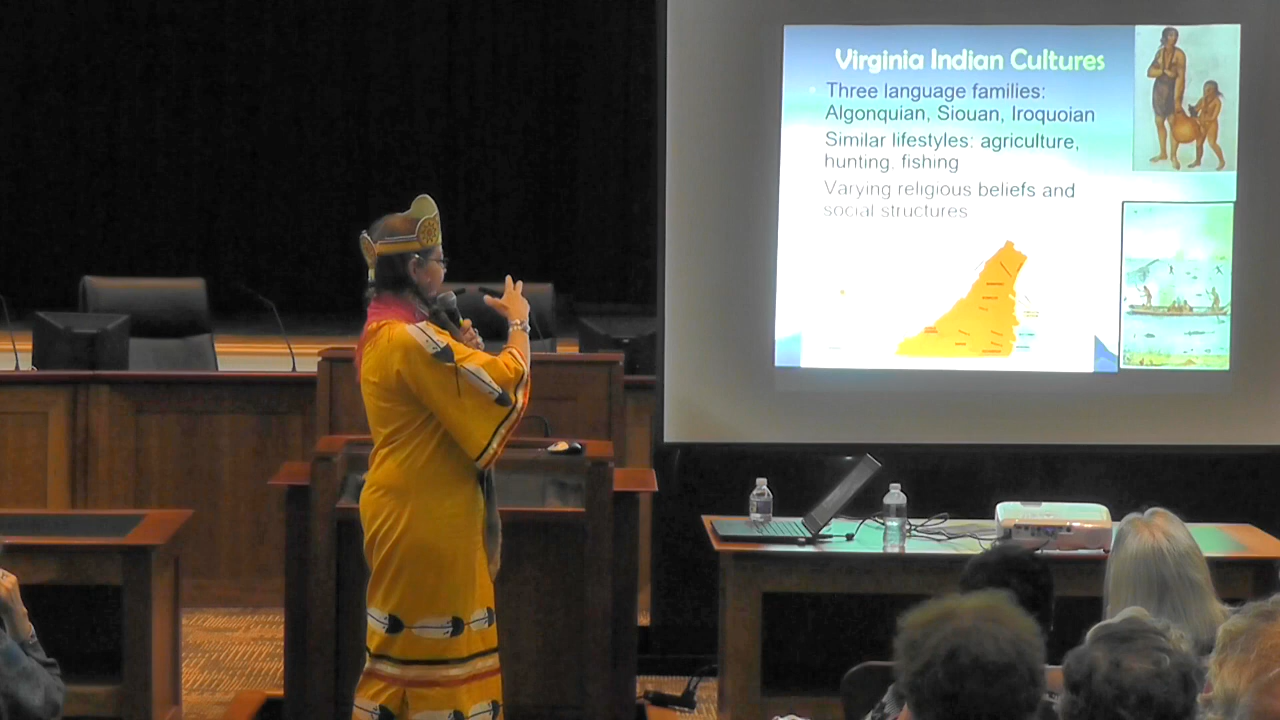 Virginia Indian Cultures
Three language families:
Algonquian, Siouan, Iroquoian
Similar lifestyles: agriculture,
hunting, fishing
Varying religious beliefs and
social structures